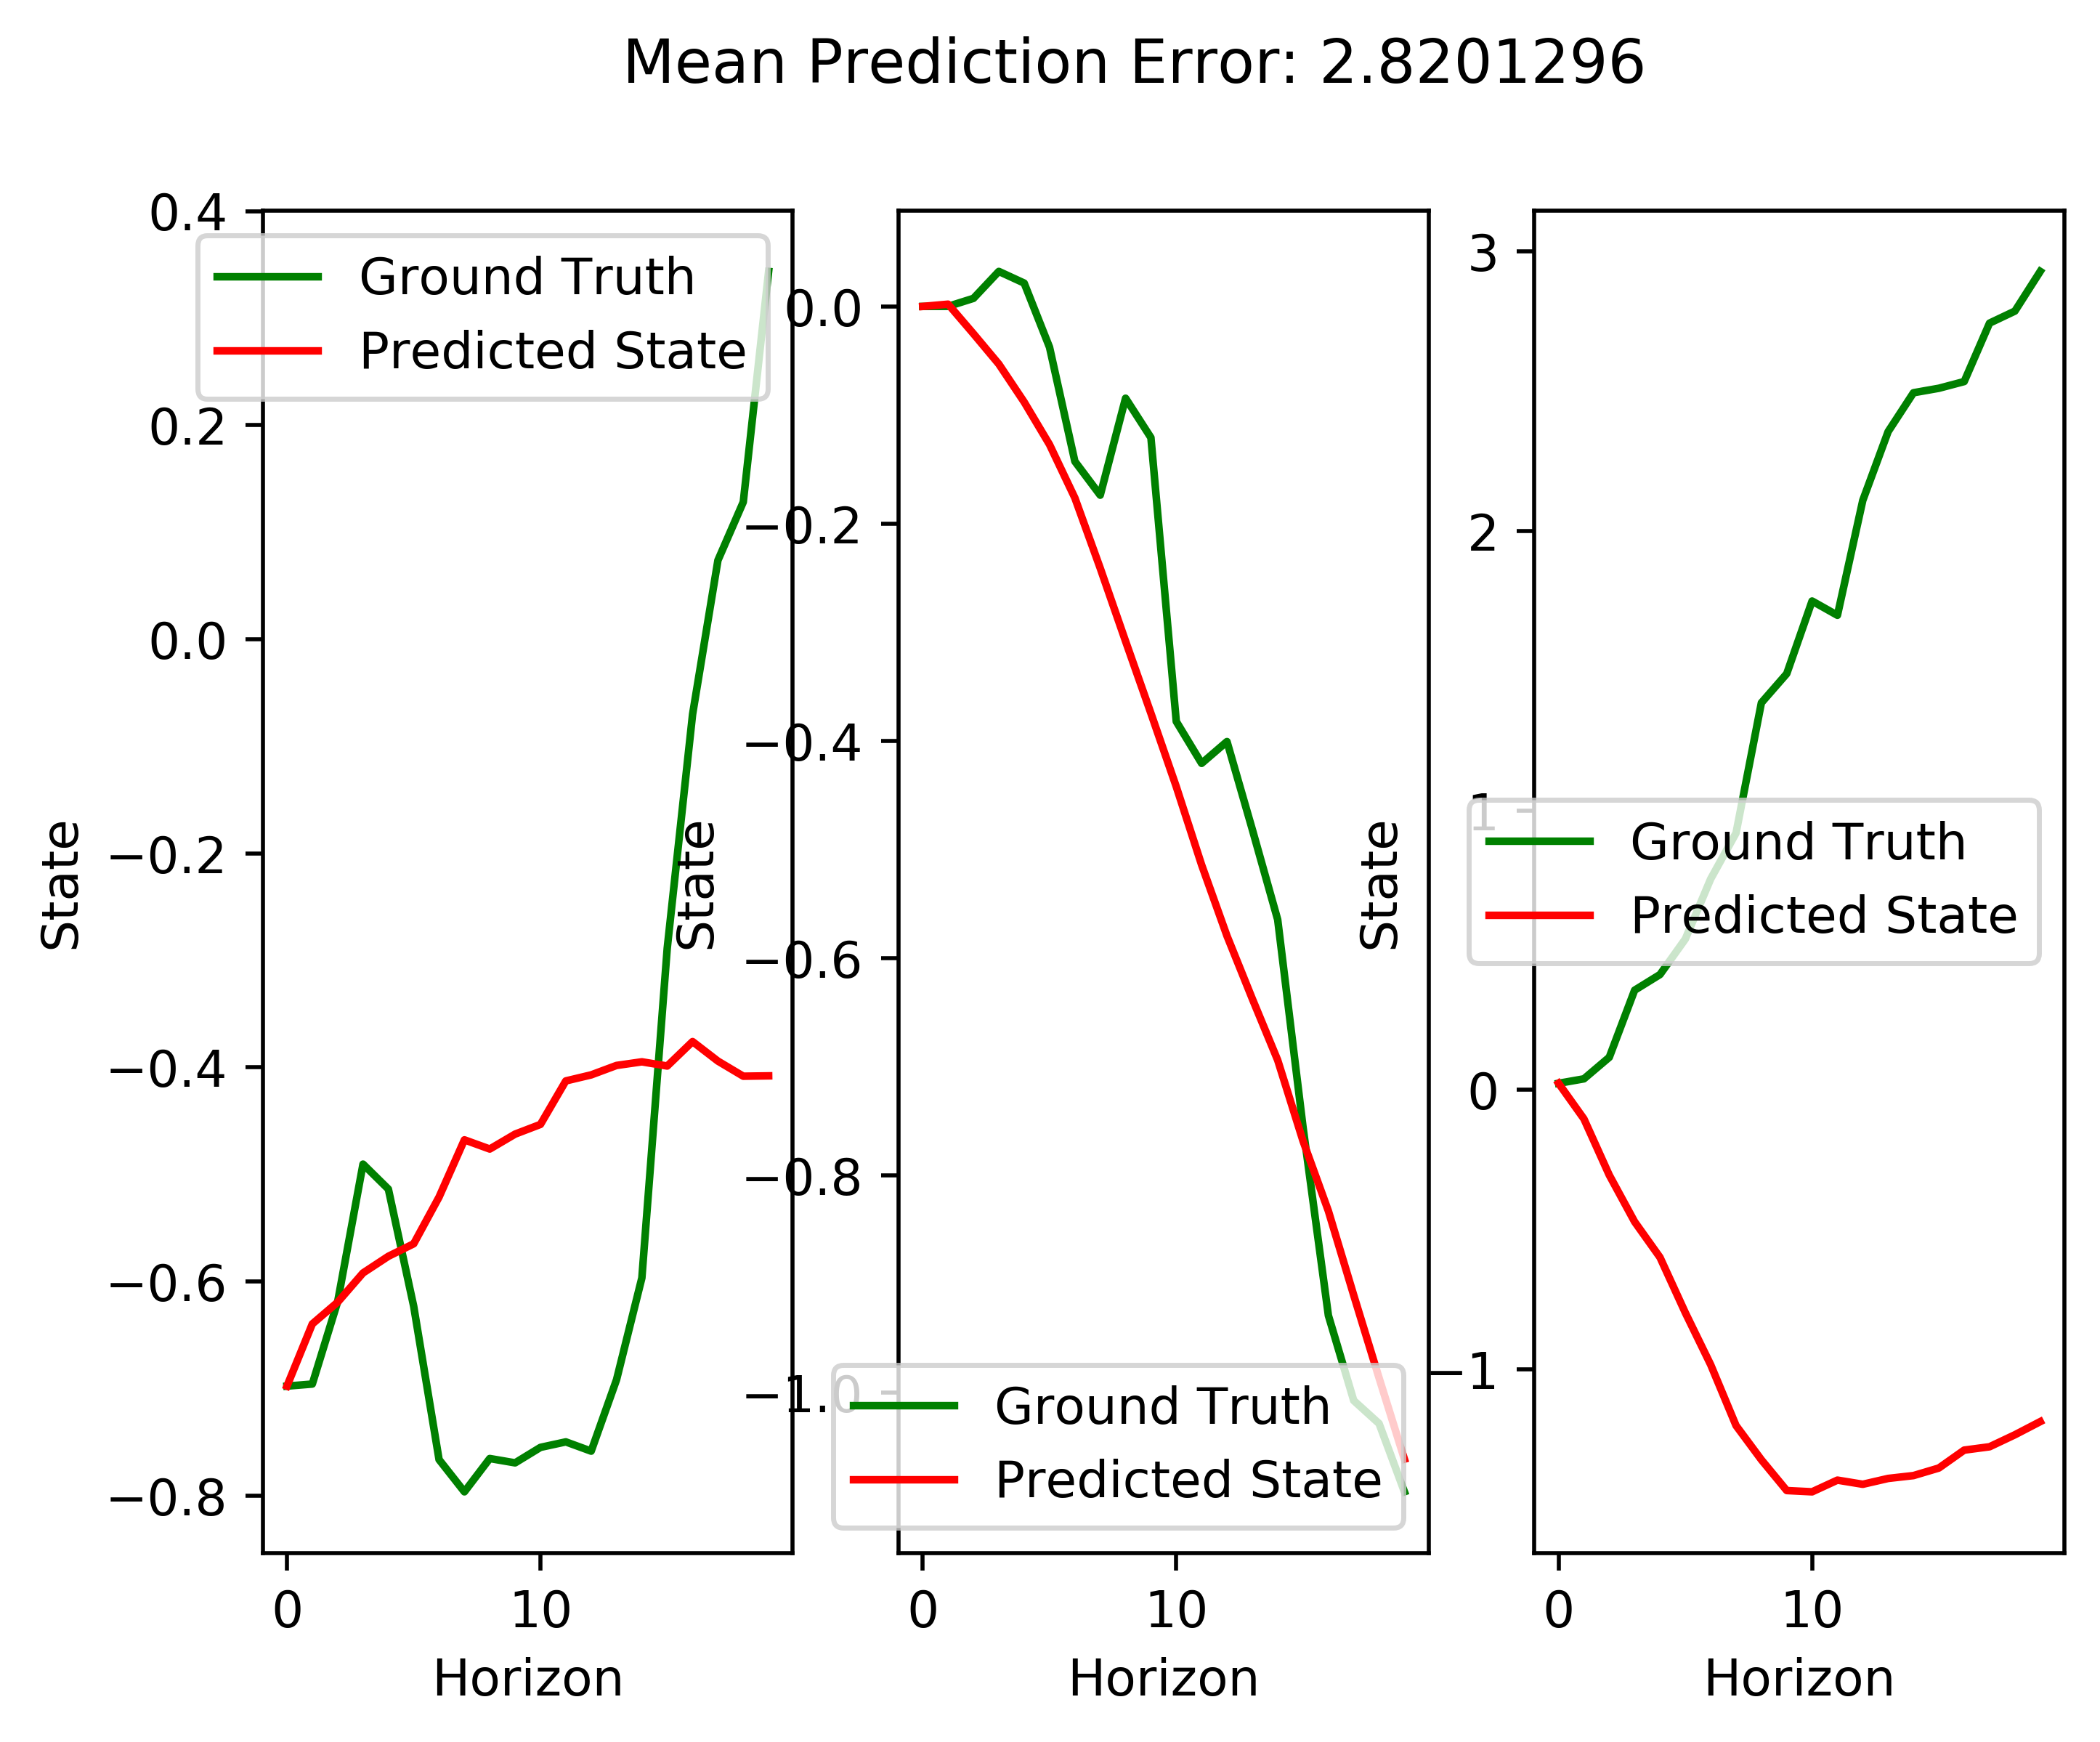 Mean Prediction Error: 2.8201296
0.4
0.2
0.0
−0.2
−0.4
−0.6
−0.8
State
Ground Truth
Predicted State
0
10
Horizon
0.0
−0.2
−0.4
−0.6
−0.8
−1.0
State
Ground Truth
Predicted State
0
10
Horizon
3
2
1
0
−1
State
Ground Truth
Predicted State
0
10
Horizon